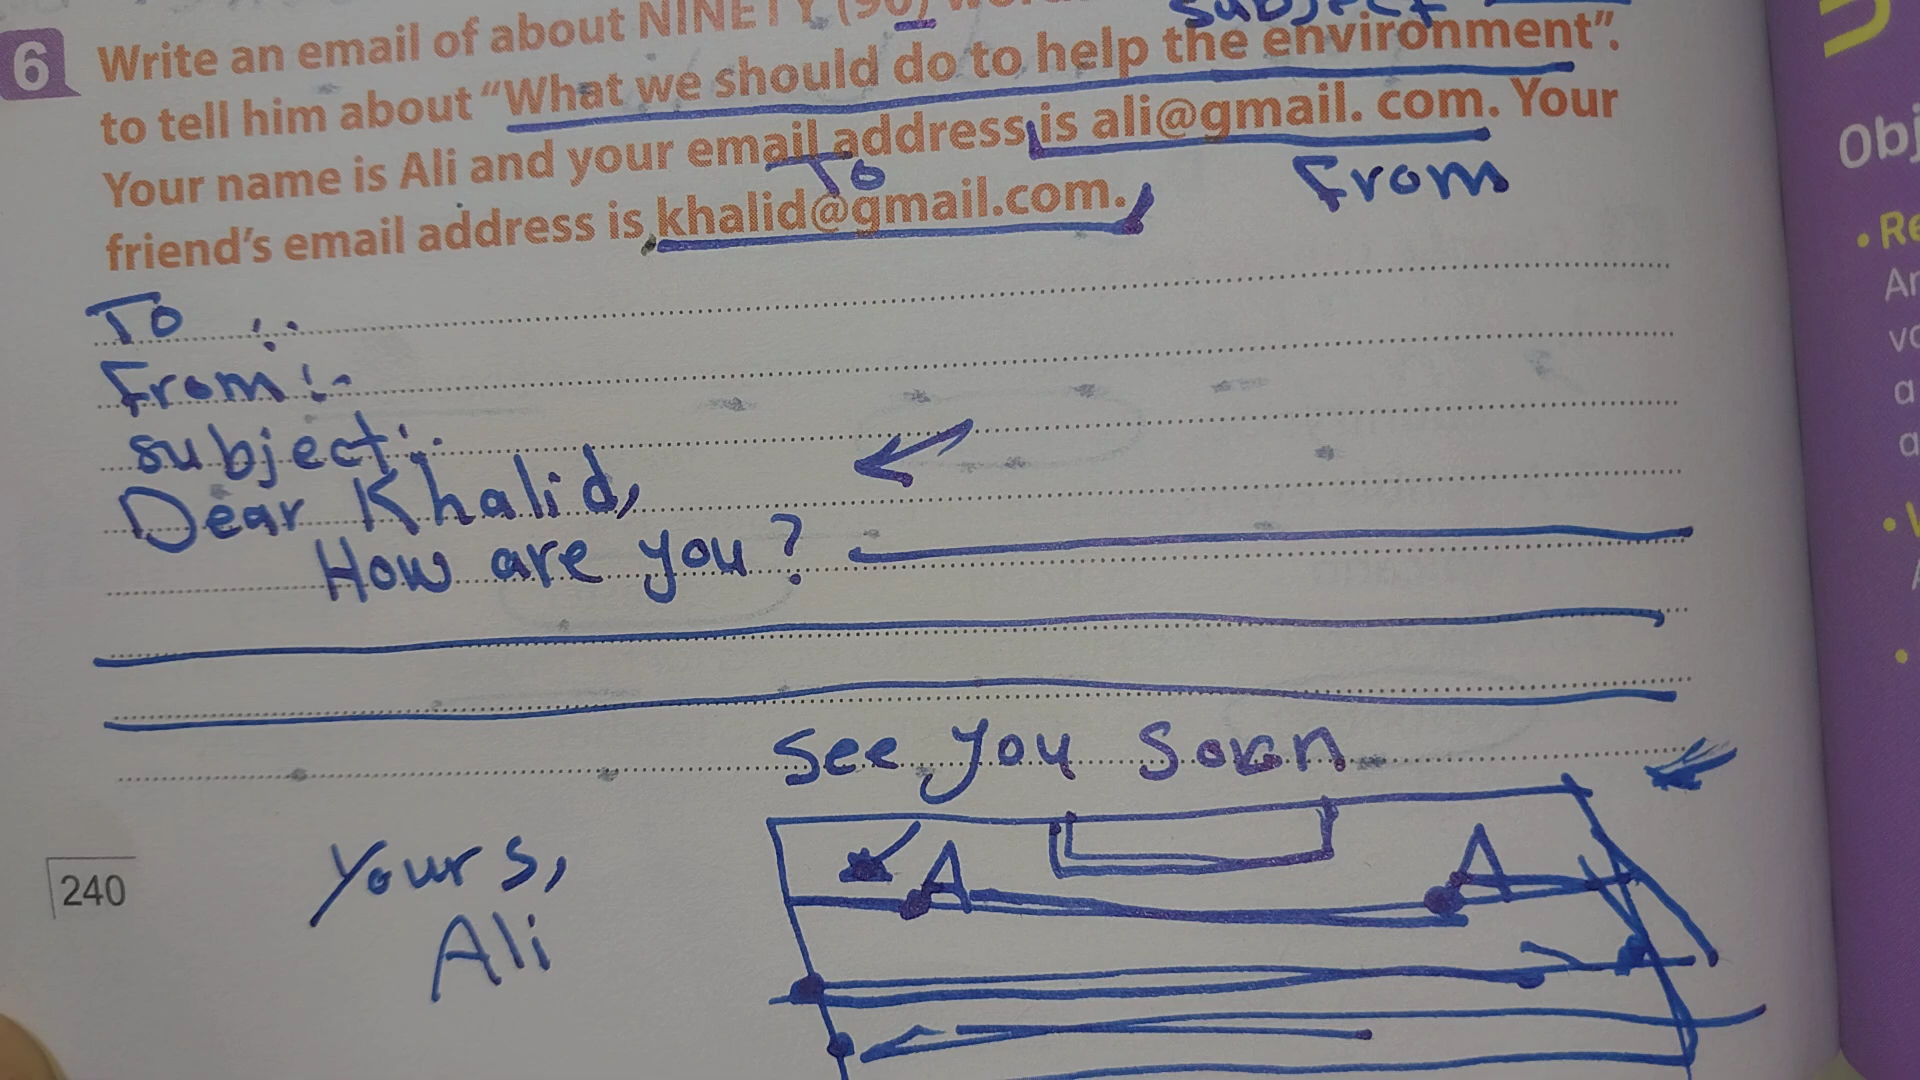 subject
6 Write an email of about NINETY (90)
to tell him about “What we should do to help the environment”.
Your name is Ali and your email address is ali@gmail. com. Your
To
From
friend’s email address is khalid@gmail.com.
To :-
From :-
subject :-
Dear Khalid,
How are you?
See you soon
Yours,
Ali
A A
240
Obj
• Re